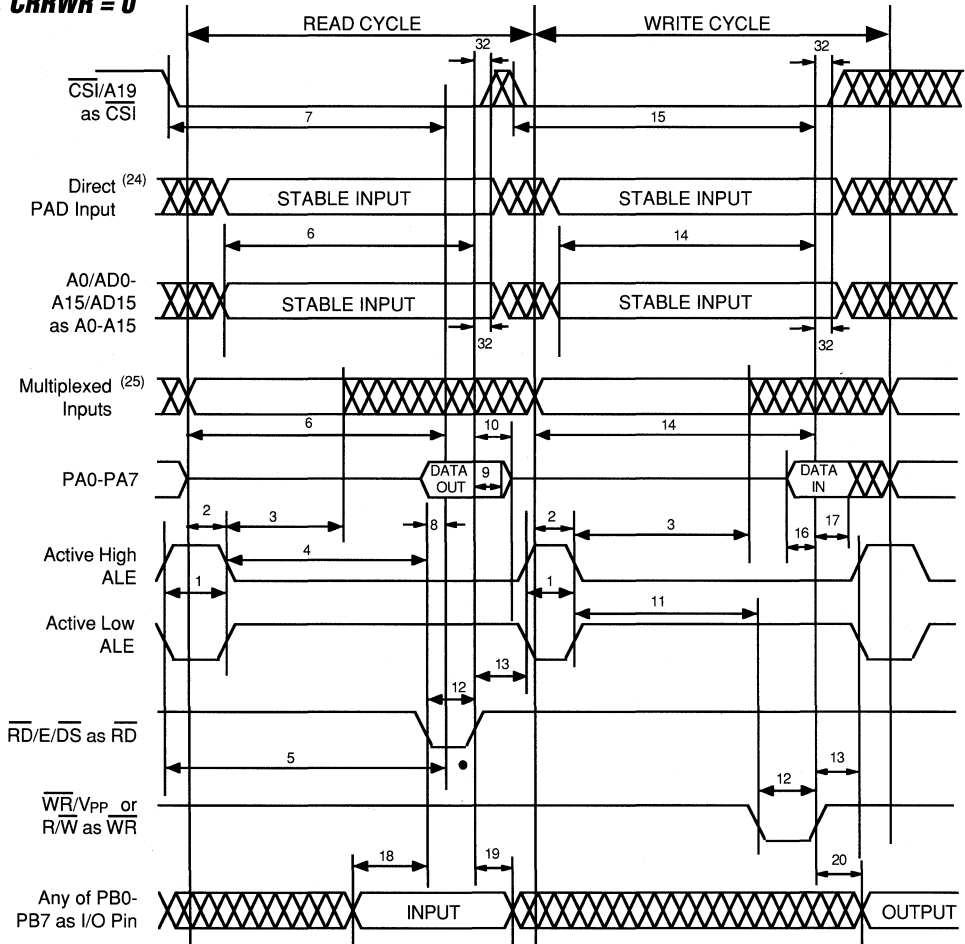 CRRWR = 0
READ CYCLE
WRITE CYCLE
32
32
CSI/A19
as CSI
7
15
Direct (24)
PAD Input
STABLE INPUT
STABLE INPUT
6
14
A0/AD0-
A15/AD15
as A0-A15
STABLE INPUT
STABLE INPUT
32
32
Multiplexed (25)
Inputs
6
10
14
PA0-PA7
DATA
OUT
9
DATA
IN
2
3
8
2
3
16
17
Active High
ALE
4
1
1
11
Active Low
ALE
13
12
RD/E/DS as RD
5
13
12
WR/VPP or
R/W as WR
18
19
20
Any of PB0-
PB7 as I/O Pin
INPUT
OUTPUT